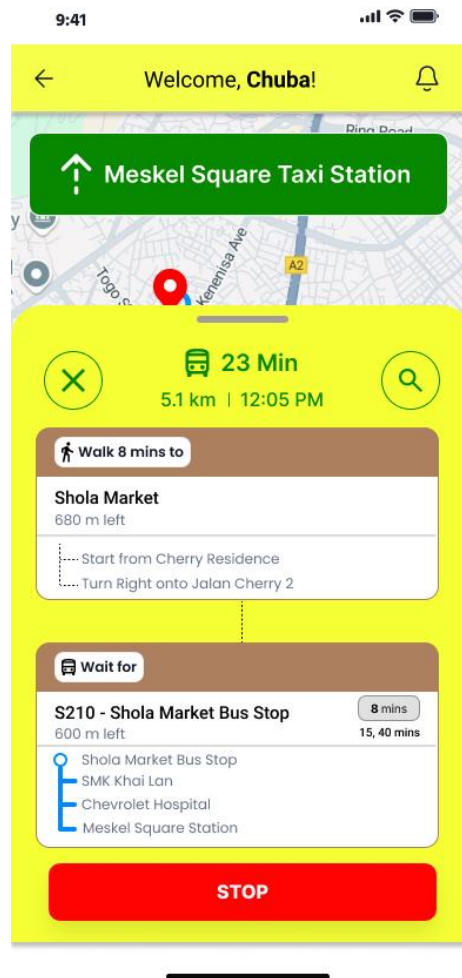 9:41
Welcome, Chuba!
Ring Road
Meskel Square Taxi Station
y
Kenenisa Ave
A2
Togo S
23 Min
5.1 km | 12:05 PM
Walk 8 mins to
Shola Market
680 m left
Start from Cherry Residence
Turn Right onto Jalan Cherry 2
Wait for
S210 - Shola Market Bus Stop
8 mins
600 m left
15, 40 mins
Shola Market Bus Stop
SMK Khai Lan
Chevrolet Hospital
Meskel Square Station
STOP